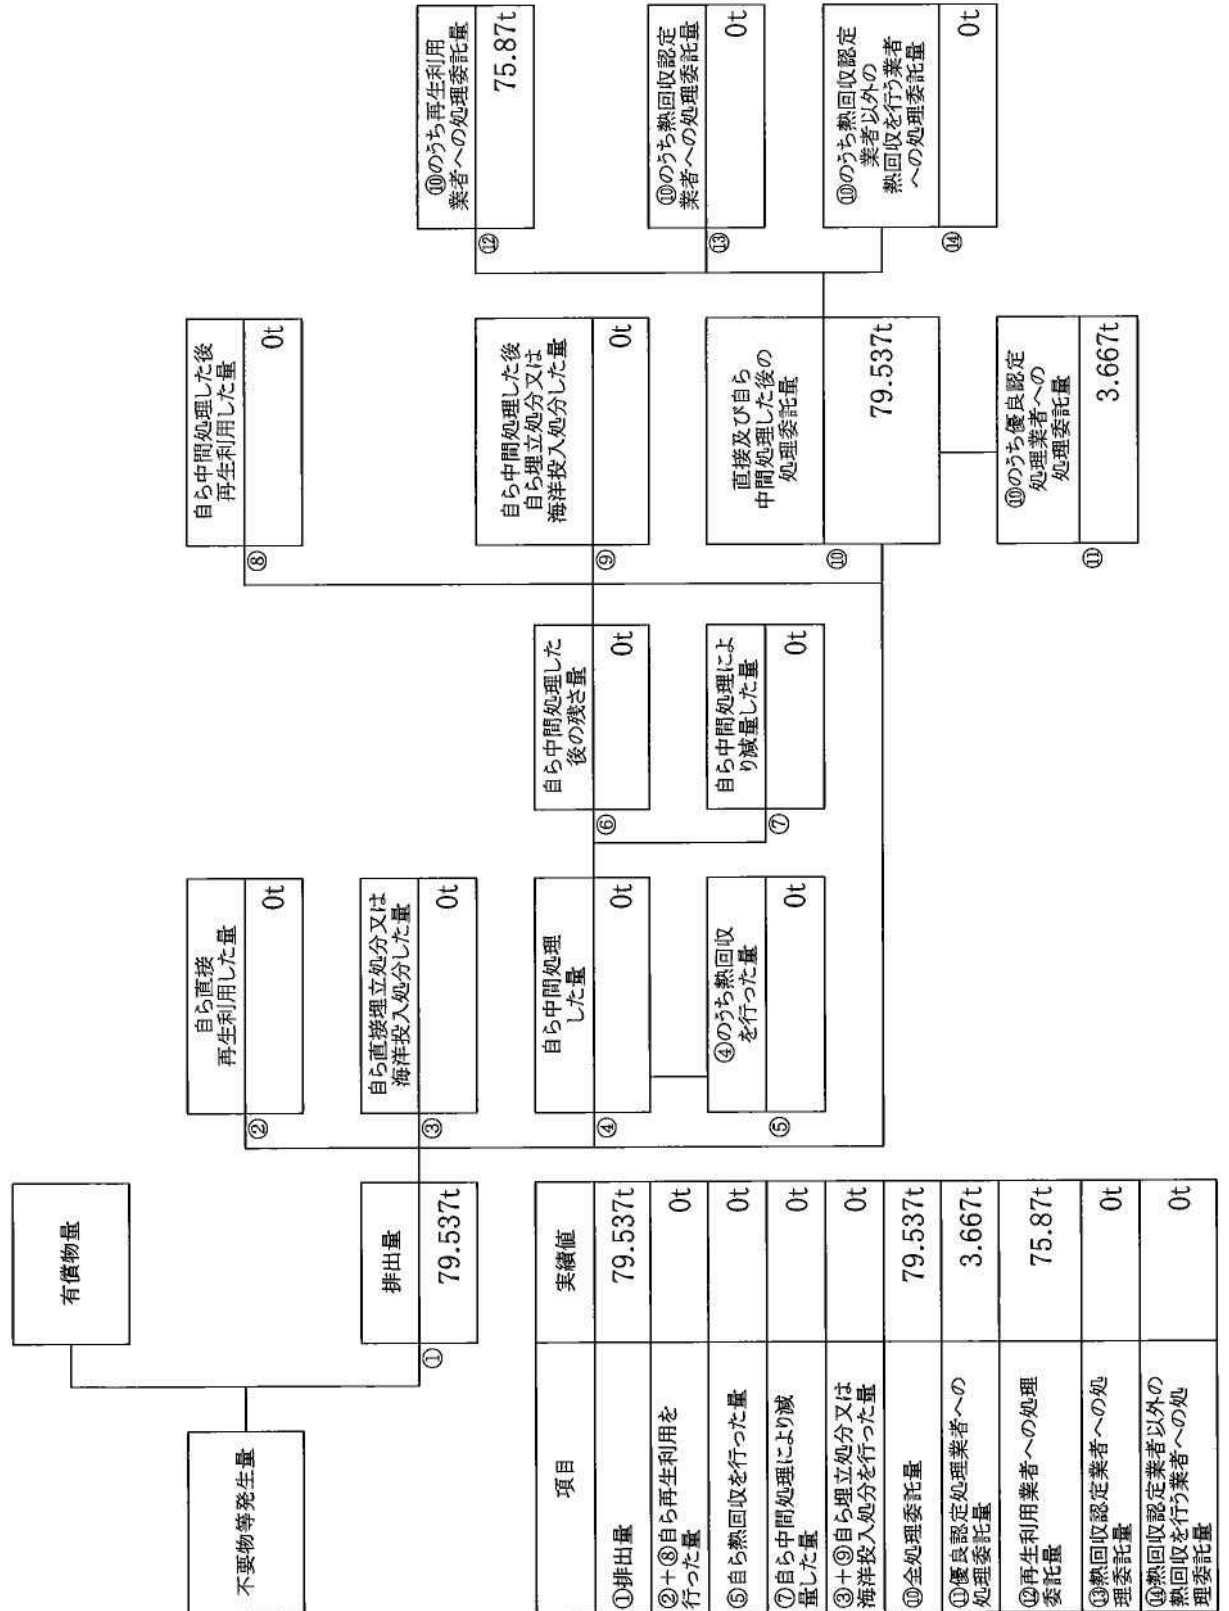 有償物量
不要物等発生量
排出量
①
79.537t
自ら直接
再生利用した量
②
0t
自ら直接埋立処分又は
海洋投入処分した量
③
0t
自ら中間処理
した量
④
0t
④のうち熱回収
を行った量
⑤
0t
自ら中間処理した
後の残さ量
⑥
0t
自ら中間処理によ
り減量した量
⑦
0t
自ら中間処理した後
再生利用した量
⑧
0t
自ら中間処理した後
自ら埋立処分又は
海洋投入処分した量
⑨
0t
直接及び自ら
中間処理した後の
処理委託量
⑩
79.537t
⑩のうち優良認定
処理業者への
処理委託量
⑪
3.667t
⑩のうち再生利用
業者への処理委託量
⑫
75.87t
⑩のうち熱回収認定
業者への処理委託量
⑬
0t
⑩のうち熱回収認定
業者以外の
熱回収を行う業者
への処理委託量
⑭
0t
項目 実績値
①排出量 79.537t
②+⑧自ら再生利用を
行った量 0t
⑤自ら熱回収を行った量 0t
⑦自ら中間処理により減
量した量 0t
③+⑨自ら埋立処分又は
海洋投入処分を行った量 0t
⑩全処理委託量 79.537t
⑪優良認定処理業者への
処理委託量 3.667t
⑫再生利用業者への処理
委託量 75.87t
⑬熱回収認定業者への処
理委託量 0t
⑭熱回収認定業者以外の
熱回収を行う業者への処
理委託量 0t